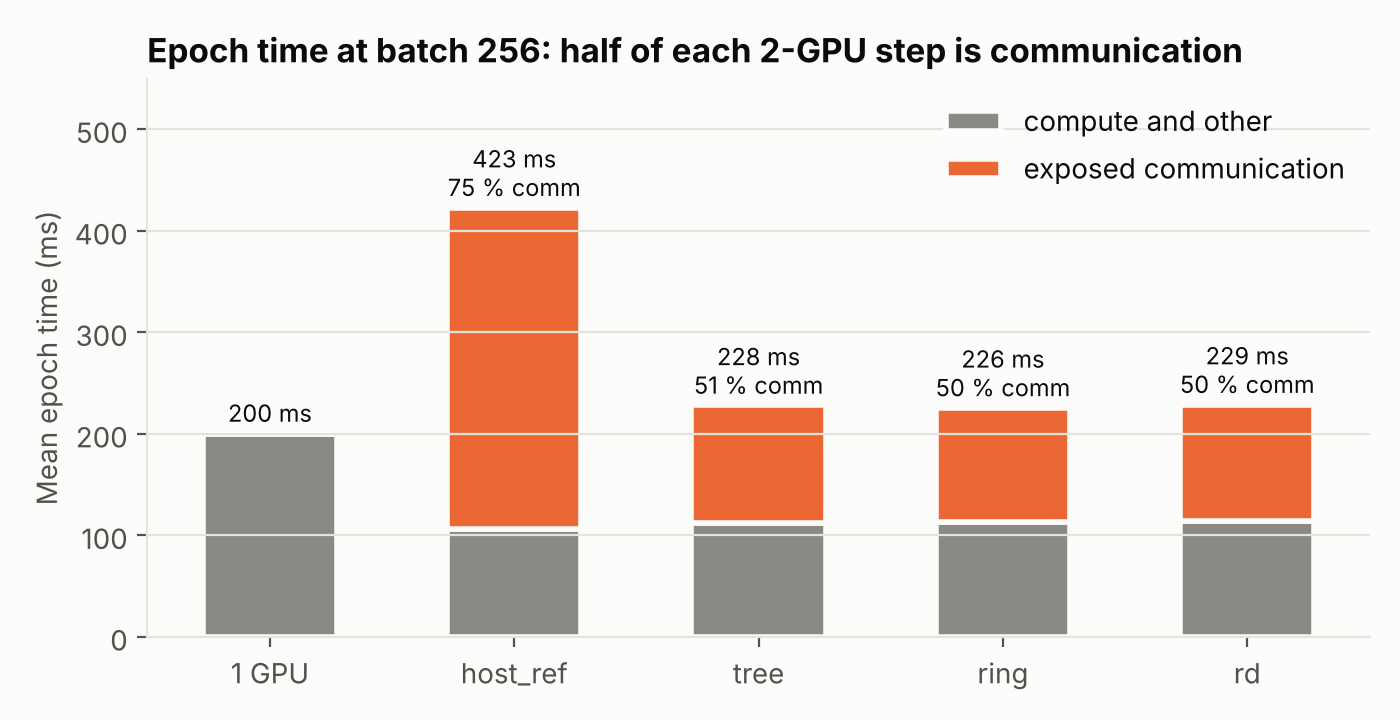 Epoch time at batch 256: half of each 2-GPU step is communication
compute and other
exposed communication
Mean epoch time (ms)
500
400
300
200
100
0
200 ms
423 ms
75 % comm
228 ms
51 % comm
226 ms
50 % comm
229 ms
50 % comm
1 GPU
host_ref
tree
ring
rd